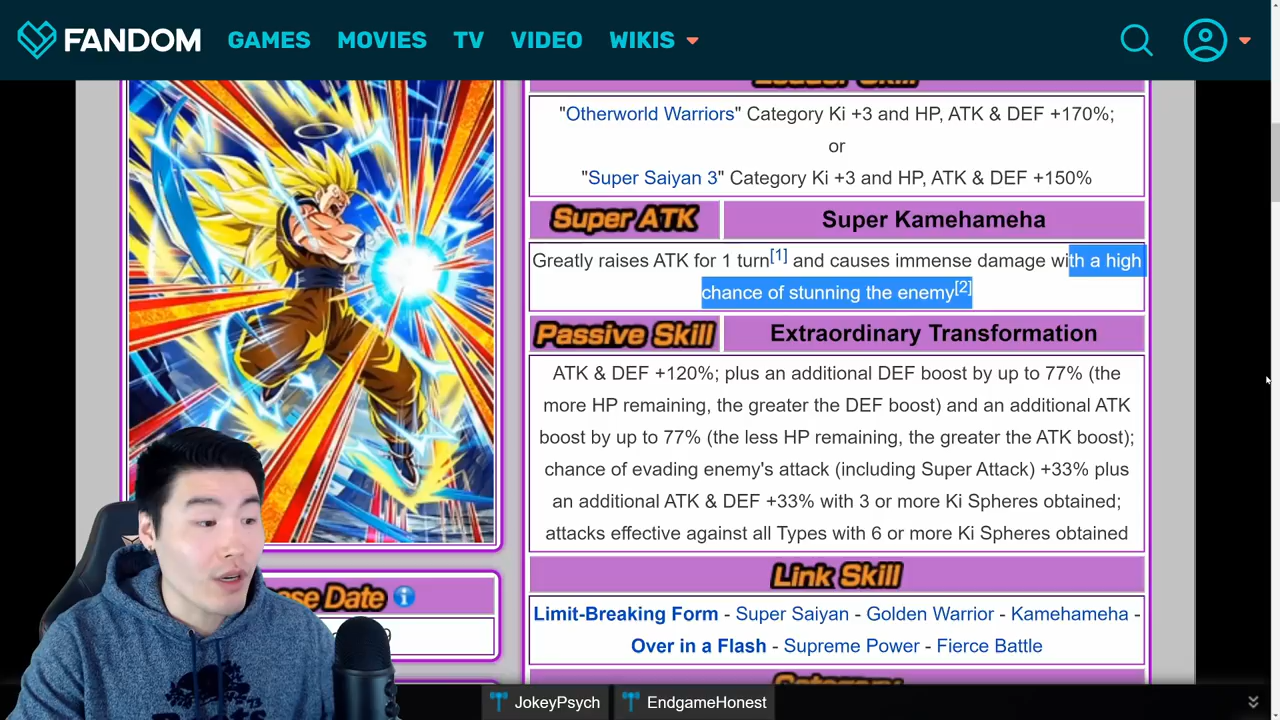 FANDOM GAMES MOVIES TV VIDEO WIKIS
Leader Skill
"Otherworld Warriors" Category Ki +3 and HP, ATK & DEF +170%;
or
"Super Saiyan 3" Category Ki +3 and HP, ATK & DEF +150%
Super ATK Super Kamehameha
Greatly raises ATK for 1 turn[1] and causes immense damage with a high
chance of stunning the enemy[2]
Passive Skill Extraordinary Transformation
ATK & DEF +120%; plus an additional DEF boost by up to 77% (the
more HP remaining, the greater the DEF boost) and an additional ATK
boost by up to 77% (the less HP remaining, the greater the ATK boost);
chance of evading enemy's attack (including Super Attack) +33% plus
an additional ATK & DEF +33% with 3 or more Ki Spheres obtained;
attacks effective against all Types with 6 or more Ki Spheres obtained
Link Skill
Limit-Breaking Form - Super Saiyan - Golden Warrior - Kamehameha -
Over in a Flash - Supreme Power - Fierce Battle
Category
Date
JokeyPsych EndgameHonest